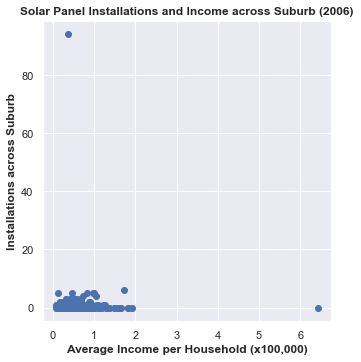 Solar Panel Installations and Income across Suburb (2006)
Installations across Suburb
80
60
40
20
0
0 1 2 3 4 5 6
Average Income per Household (x100,000)